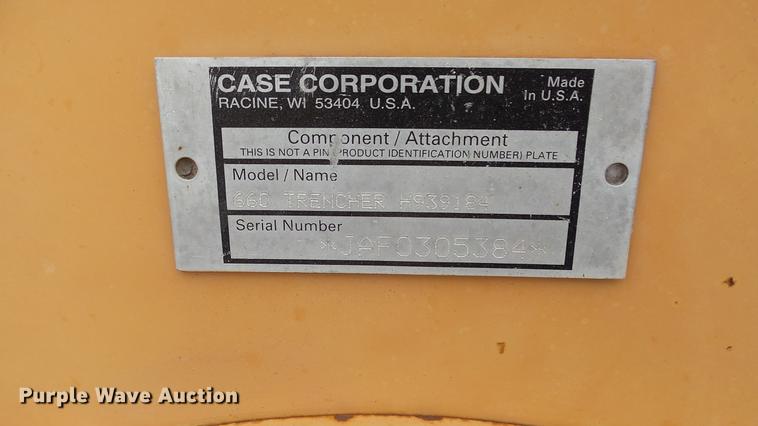 CASE CORPORATION
RACINE, WI 53404 U.S.A.
Made
In U.S.A.
Component / Attachment
THIS IS NOT A PIN (PRODUCT IDENTIFICATION NUMBER) PLATE
Model / Name
660 TRENCHER H939184
Serial Number
*JAF0305384*
Purple Wave Auction